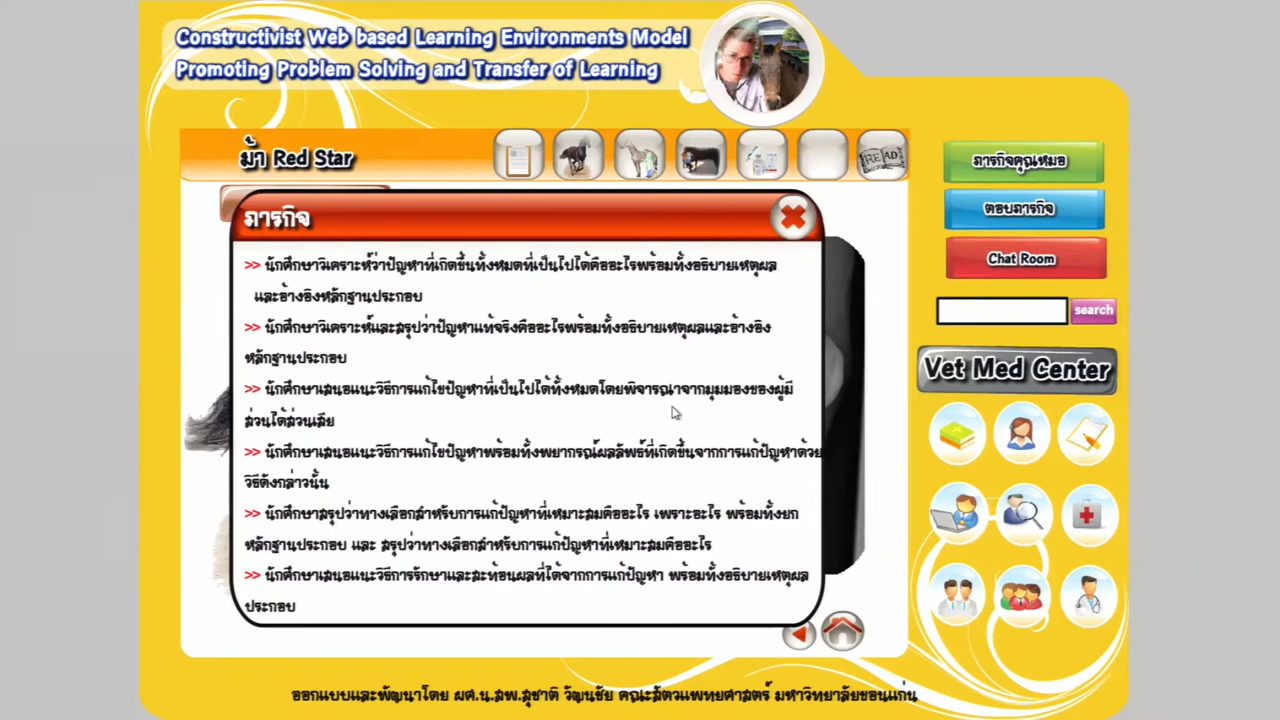 Constructivist Web based Learning Environments Model
Promoting Problem Solving and Transfer of Learning
ม้า Red Star
READ
ภารกิจ
>> นักศึกษาวิเคราะห์ว่าปัญหาที่เกิดขึ้นทั้งหมดที่เป็นไปได้คืออะไรพร้อมทั้งอธิบายเหตุผล
และอ้างอิงหลักฐานประกอบ
>> นักศึกษาวิเคราะห์และสรุปว่าปัญหาแท้จริงคืออะไรพร้อมทั้งอธิบายเหตุผลและอ้างอิง
หลักฐานประกอบ
>> นักศึกษาเสนอแนะวิธีการแก้ไขปัญหาที่เป็นไปได้ทั้งหมดโดยพิจารณาจากมุมมองของผู้มี
ส่วนได้ส่วนเสีย
>> นักศึกษาเสนอแนะวิธีการแก้ไขปัญหาพร้อมทั้งพยากรณ์ผลลัพธ์ที่เกิดขึ้นจากการแก้ปัญหาด้วย
วิธีดังกล่าวนั้น
>> นักศึกษาสรุปว่าทางเลือกสำหรับการแก้ปัญหาที่เหมาะสมคืออะไร เพราะอะไร พร้อมทั้งยก
หลักฐานประกอบ และ สรุปว่าทางเลือกสำหรับการแก้ปัญหาที่เหมาะสมคืออะไร
>> นักศึกษาเสนอแนะวิธีการรักษาและสะท้อนผลที่ได้จากการแก้ปัญหา พร้อมทั้งอธิบายเหตุผล
ประกอบ
ภารกิจคุณหมอ
ตอบภารกิจ
Chat Room
search
Vet Med Center
ออกแบบและพัฒนาโดย ผศ.น.สพ.สุชาติ วัฒนชัย คณะสัตวแพทยศาสตร์ มหาวิทยาลัยขอนแก่น